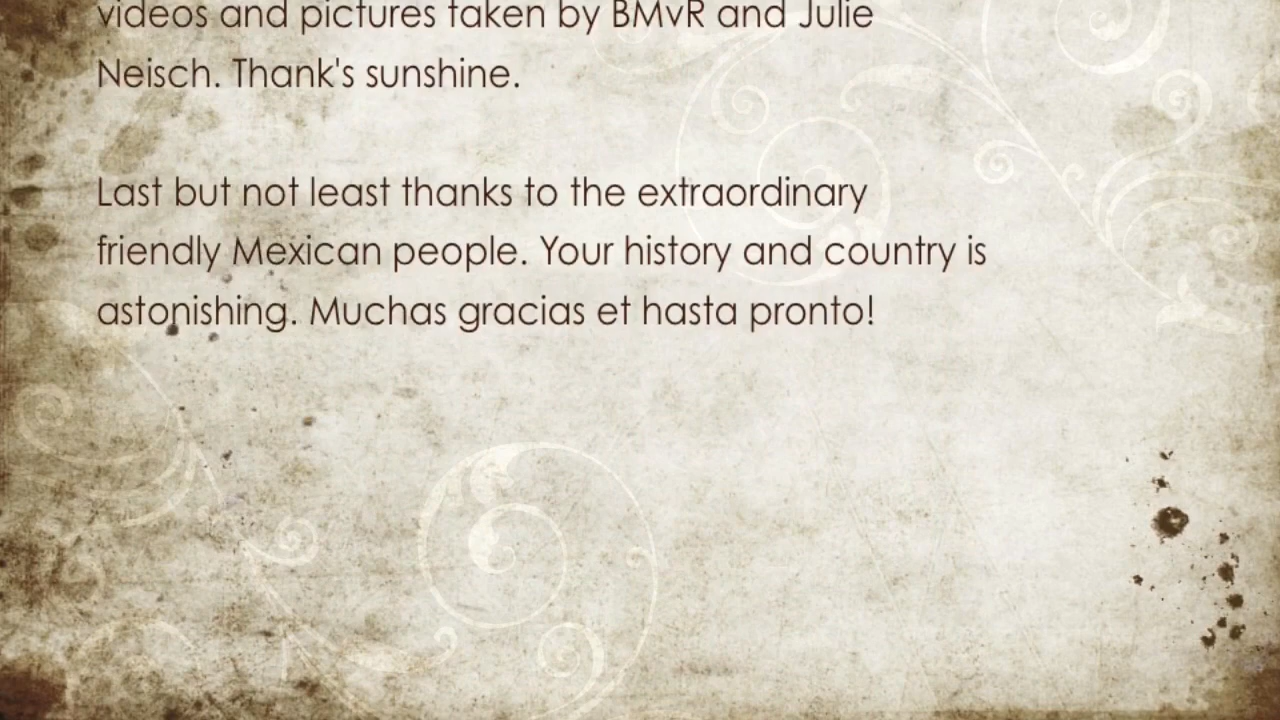 videos and pictures taken by BMvR and Julie
Neisch. Thank's sunshine.
Last but not least thanks to the extraordinary
friendly Mexican people. Your history and country is
astonishing. Muchas gracias et hasta pronto!